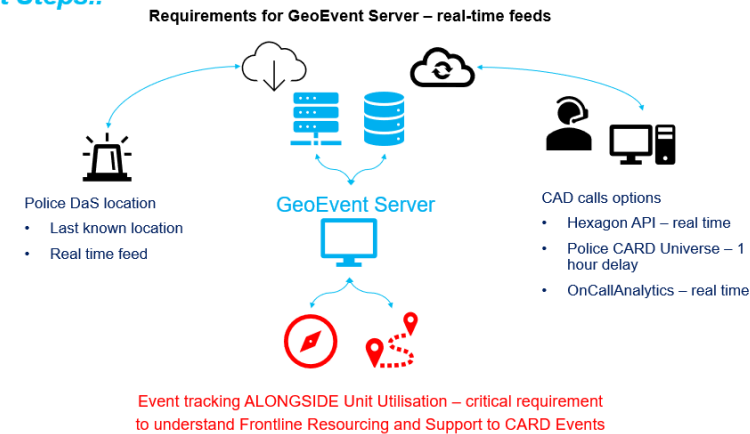 t Steps..
Requirements for GeoEvent Server – real-time feeds
Police DaS location
• Last known location
• Real time feed
GeoEvent Server
CAD calls options
• Hexagon API – real time
• Police CARD Universe – 1
hour delay
• OnCallAnalytics – real time
Event tracking ALONGSIDE Unit Utilisation – critical requirement
to understand Frontline Resourcing and Support to CARD Events